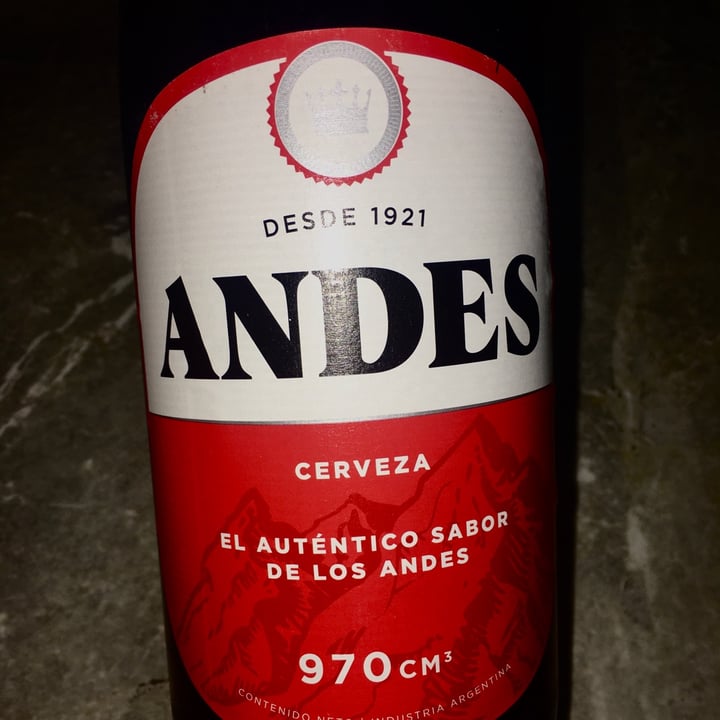 DESDE 1921
ANDES
CERVEZA
EL AUTÉNTICO SABOR
DE LOS ANDES
970 CM³
CONTENIDO NETO | INDUSTRIA ARGENTINA